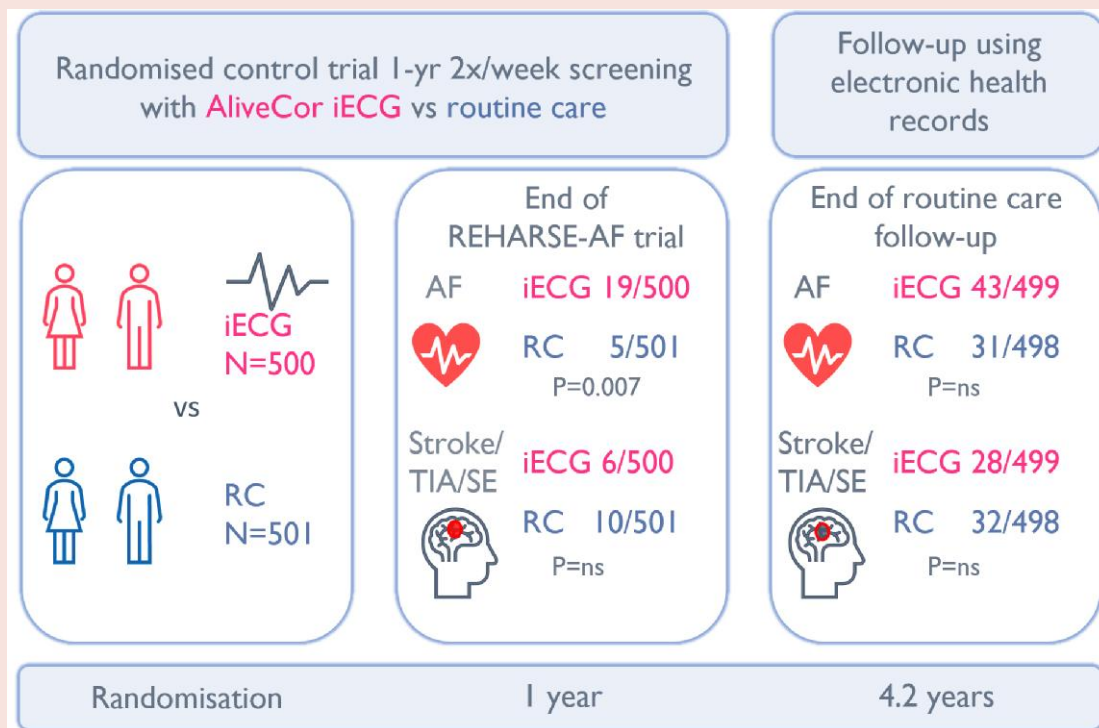 Randomised control trial 1-yr 2x/week screening
with AliveCor iECG vs routine care
Follow-up using
electronic health
records
iECG
N=500
vs
RC
N=501
End of
REHARSE-AF trial
AF iECG 19/500
RC 5/501
P=0.007
Stroke/
TIA/SE
iECG 6/500
RC 10/501
P=ns
End of routine care
follow-up
AF iECG 43/499
RC 31/498
P=ns
Stroke/
TIA/SE
iECG 28/499
RC 32/498
P=ns
Randomisation 1 year 4.2 years